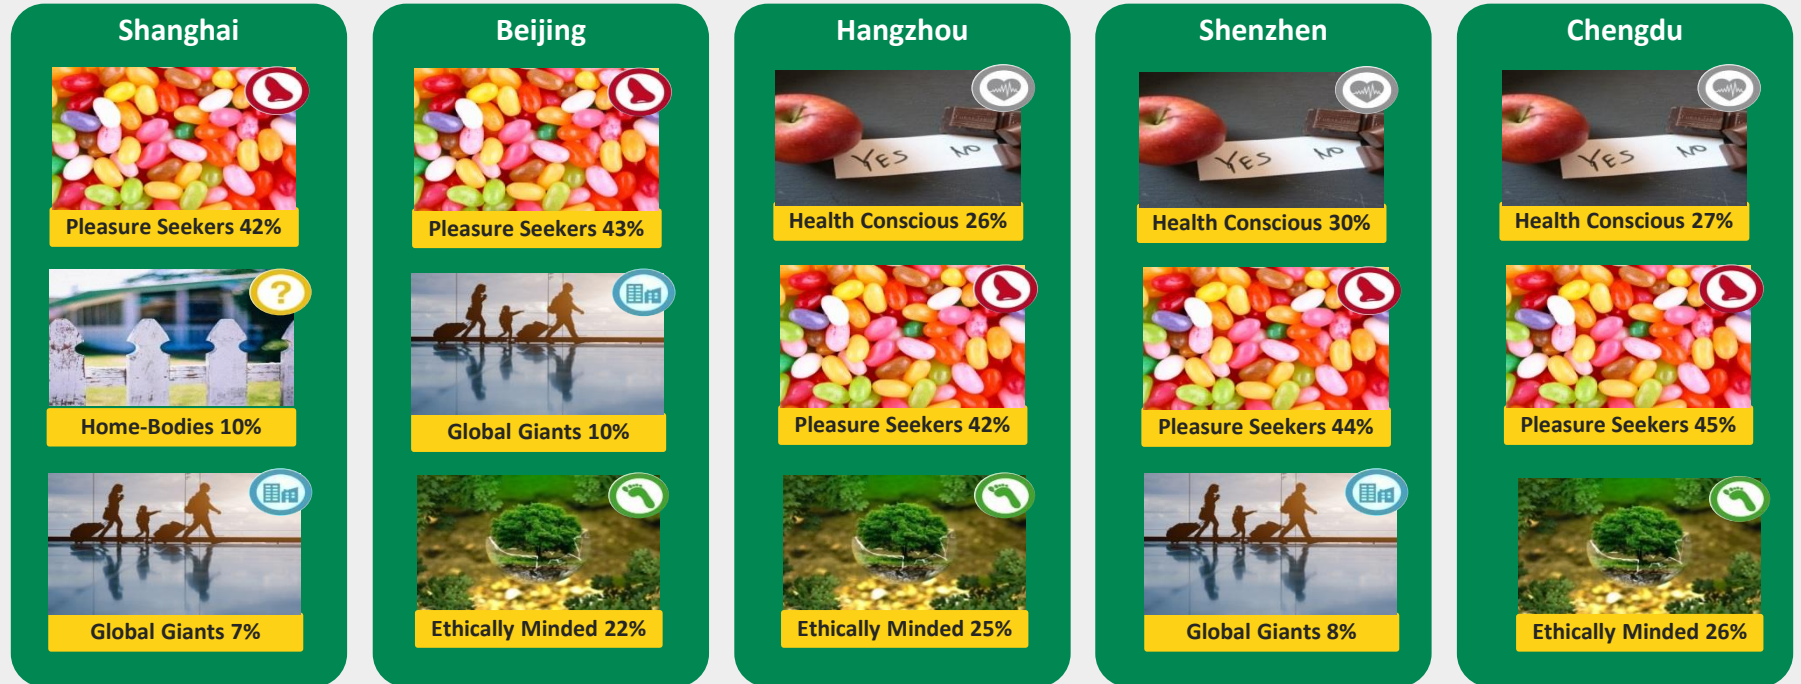 Shanghai
Pleasure Seekers 42%
?
Home-Bodies 10%
Global Giants 7%
Beijing
Pleasure Seekers 43%
Global Giants 10%
Ethically Minded 22%
Hangzhou
YES NO
Health Conscious 26%
Pleasure Seekers 42%
Ethically Minded 25%
Shenzhen
YES NO
Health Conscious 30%
Pleasure Seekers 44%
Global Giants 8%
Chengdu
YES NO
Health Conscious 27%
Pleasure Seekers 45%
Ethically Minded 26%